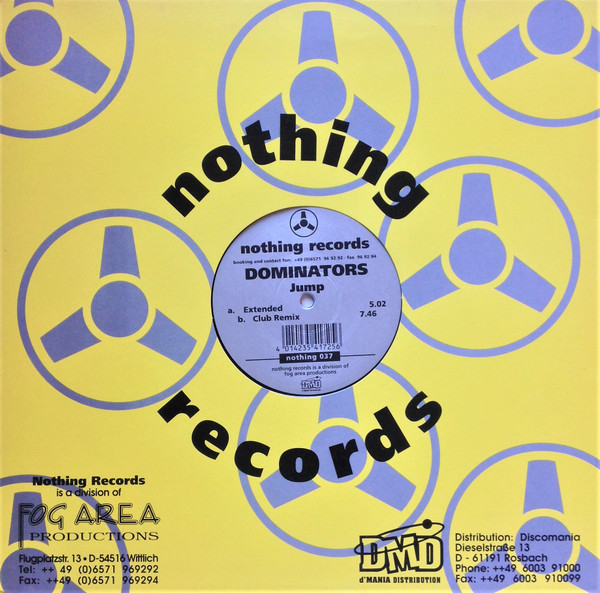 nothing
nothing records
booking and contact fon: +49 (0)6571 96 92 92 · fax 96 92 94
DOMINATORS
Jump
a. Extended 5.02
b. Club Remix 7.46
4 014235 417256
nothing 037
nothing records is a division of
fog area productions
DMD
records
Nothing Records
is a division of
FOG AREA
PRODUCTIONS
Flugplatzstr. 13 • D-54516 Wittlich
Tel: ++ 49 (0)6571 969292
Fax: ++49 (0)6571 969294
DMD
d'MANIA DISTRIBUTION
Distribution: Discomania
Dieselstraße 13
D - 61191 Rosbach
Phone: ++49 6003 91000
Fax: ++49 6003 910099